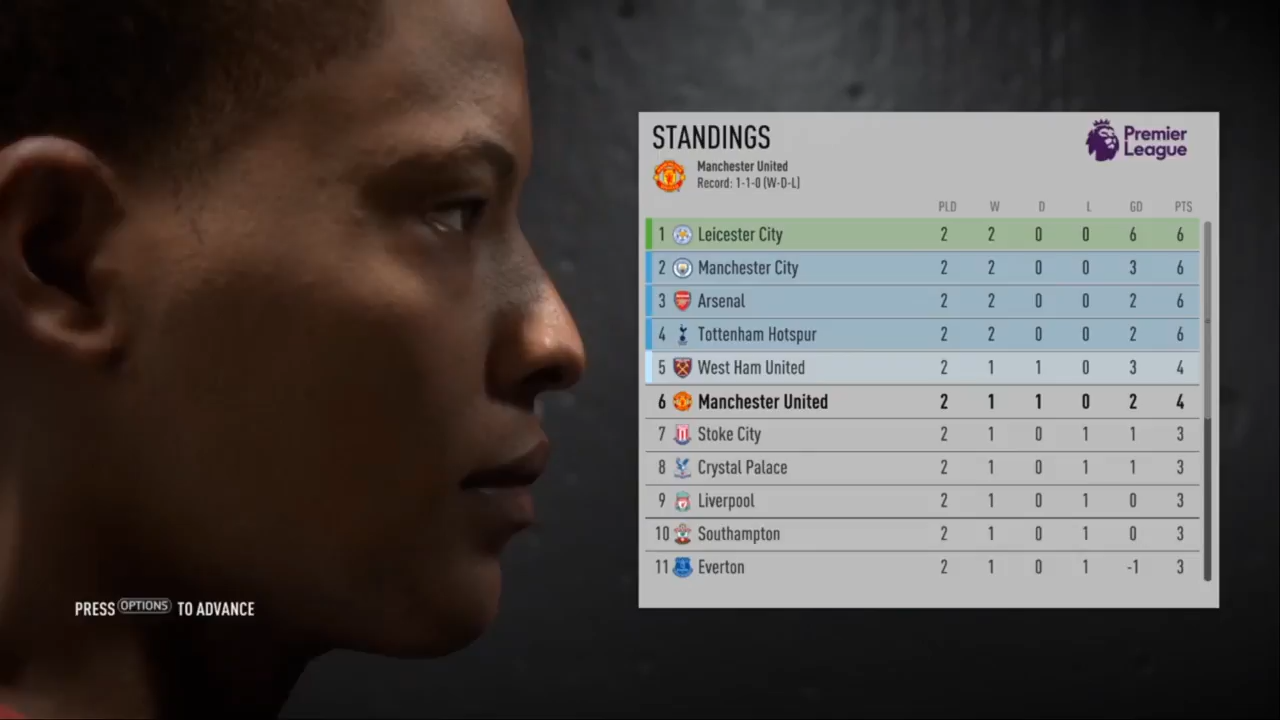 STANDINGS
Premier League
Manchester United
Record: 1-1-0 (W-D-L)
PLD W D L GD PTS
1 Leicester City 2 2 0 0 6 6
2 Manchester City 2 2 0 0 3 6
3 Arsenal 2 2 0 0 2 6
4 Tottenham Hotspur 2 2 0 0 2 6
5 West Ham United 2 1 1 0 3 4
6 Manchester United 2 1 1 0 2 4
7 Stoke City 2 1 0 1 1 3
8 Crystal Palace 2 1 0 1 1 3
9 Liverpool 2 1 0 1 0 3
10 Southampton 2 1 0 1 0 3
11 Everton 2 1 0 1 -1 3
PRESS OPTIONS TO ADVANCE